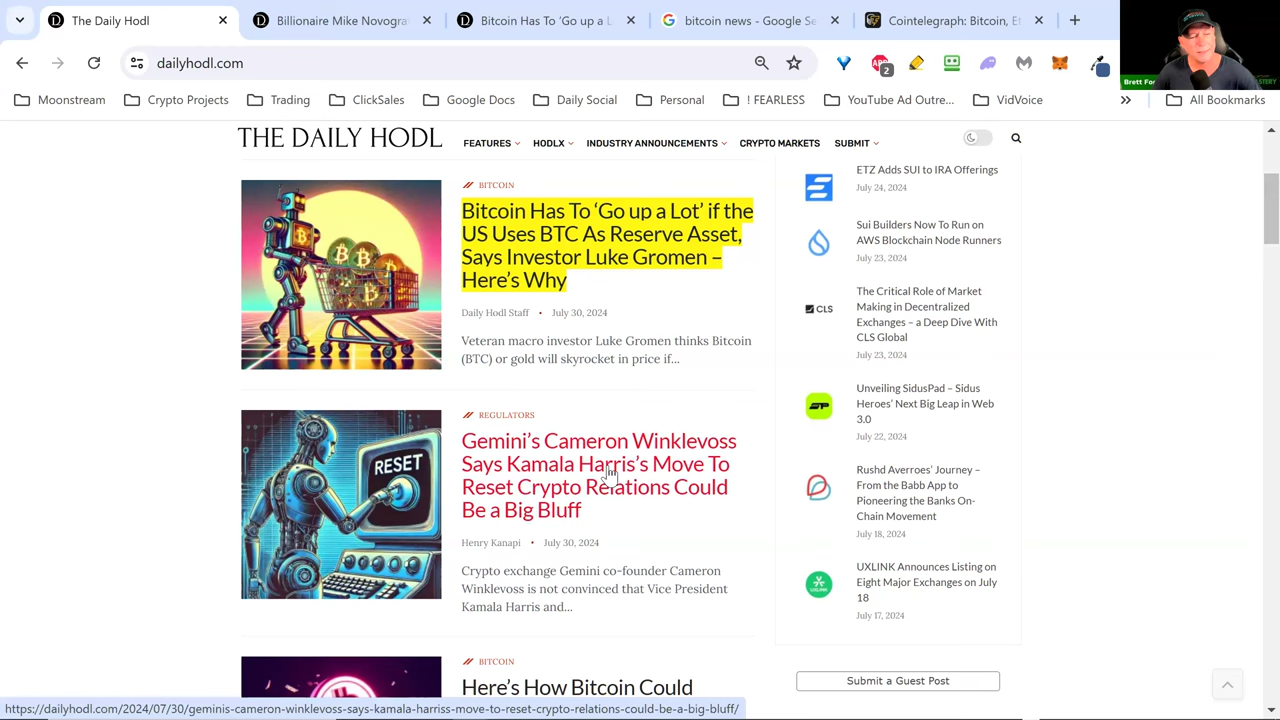 The Daily Hodl
Billionaire Mike Novogra
Bitcoin Has To 'Go up a L
bitcoin news - Google Se
Cointelegraph: Bitcoin, Et
dailyhodl.com
2
Brett Fo
STERY
Moonstream
Crypto Projects
Trading
ClickSales
Google Docs
Daily Social
Personal
! FEARLESS
YouTube Ad Outre...
VidVoice
All Bookmarks
THE DAILY HODL
FEATURES
HODLX
INDUSTRY ANNOUNCEMENTS
CRYPTO MARKETS
SUBMIT
BITCOIN
Bitcoin Has To ‘Go up a Lot’ if the
US Uses BTC As Reserve Asset,
Says Investor Luke Gromen –
Here’s Why
Daily Hodl Staff • July 30, 2024
Veteran macro investor Luke Gromen thinks Bitcoin
(BTC) or gold will skyrocket in price if...
RESET
REGULATORS
Gemini’s Cameron Winklevoss
Says Kamala Harris’s Move To
Reset Crypto Relations Could
Be a Big Bluff
Henry Kanapi • July 30, 2024
Crypto exchange Gemini co-founder Cameron
Winklevoss is not convinced that Vice President
Kamala Harris and...
BITCOIN
Here’s How Bitcoin Could
ETZ Adds SUI to IRA Offerings
July 24, 2024
Sui Builders Now To Run on
AWS Blockchain Node Runners
July 23, 2024
CLS
The Critical Role of Market
Making in Decentralized
Exchanges – a Deep Dive With
CLS Global
July 23, 2024
Unveiling SidusPad – Sidus
Heroes’ Next Big Leap in Web
3.0
July 22, 2024
Rushd Averroes’ Journey –
From the Babb App to
Pioneering the Banks On-
Chain Movement
July 18, 2024
UXLINK
UXLINK Announces Listing on
Eight Major Exchanges on July
18
July 17, 2024
Submit a Guest Post
https://dailyhodl.com/2024/07/30/geminis-cameron-winklevoss-says-kamala-harriss-move-to-reset-crypto-relations-could-be-a-big-bluff/